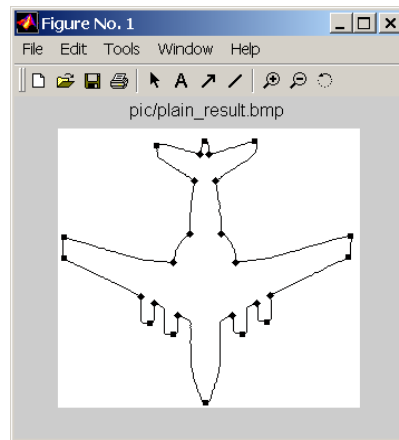 Figure No. 1
File Edit Tools Window Help
A
pic/plain_result.bmp